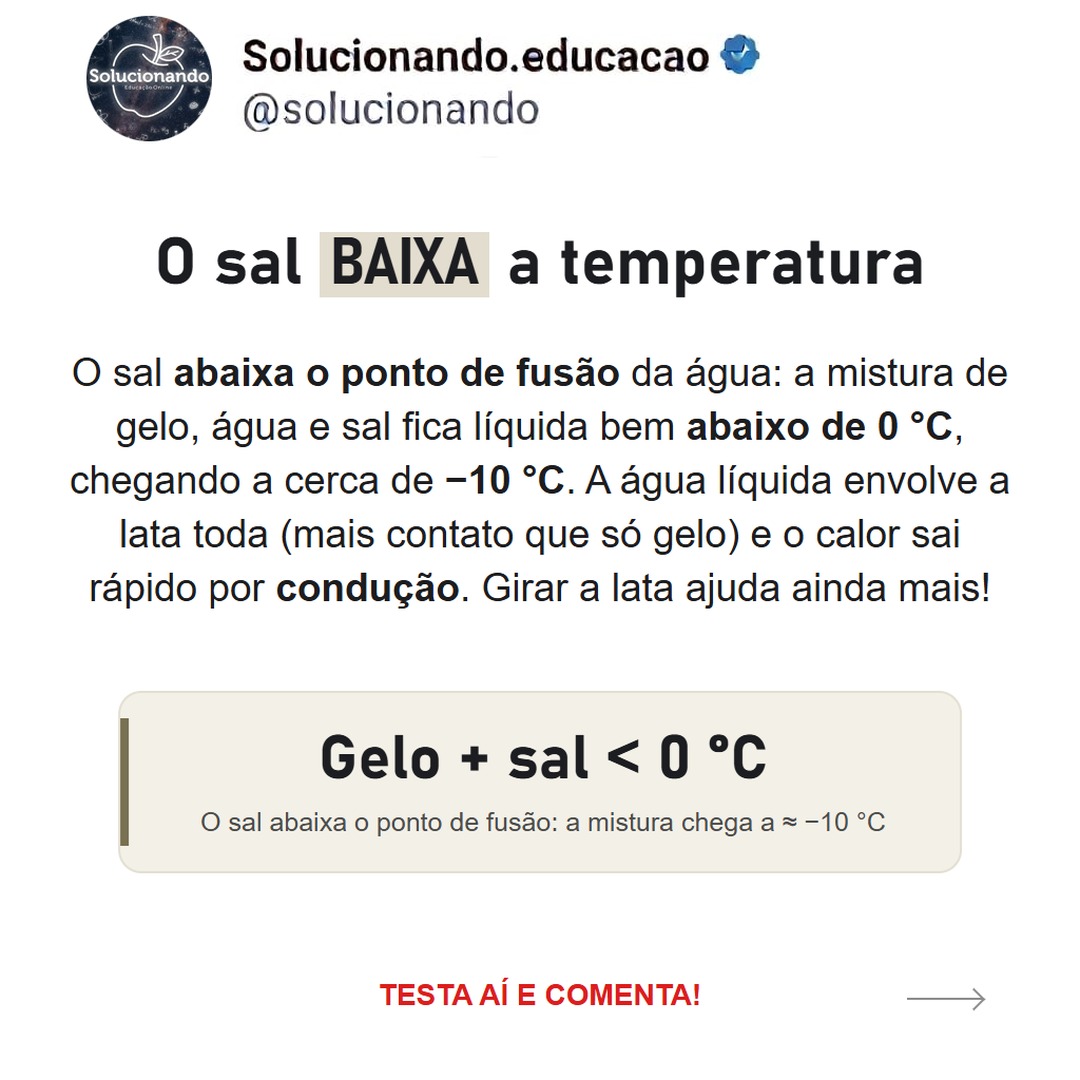 Solucionando
Educação Online
Solucionando.educacao
@solucionando
O sal BAIXA a temperatura
O sal abaixa o ponto de fusão da água: a mistura de
gelo, água e sal fica líquida bem abaixo de 0 °C,
chegando a cerca de −10 °C. A água líquida envolve a
lata toda (mais contato que só gelo) e o calor sai
rápido por condução. Girar a lata ajuda ainda mais!
Gelo + sal < 0 °C
O sal abaixa o ponto de fusão: a mistura chega a ≈ −10 °C
TESTA AÍ E COMENTA!